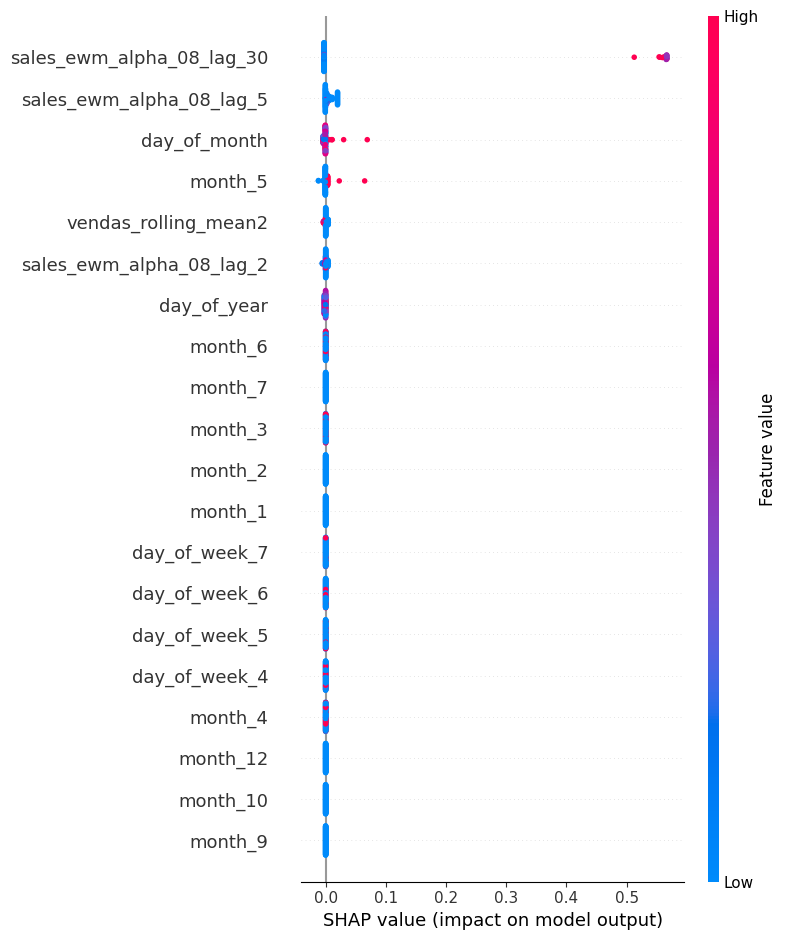 High
sales_ewm_alpha_08_lag_30
sales_ewm_alpha_08_lag_5
day_of_month
month_5
vendas_rolling_mean2
sales_ewm_alpha_08_lag_2
day_of_year
month_6
month_7
month_3
month_2
month_1
day_of_week_7
day_of_week_6
day_of_week_5
day_of_week_4
month_4
month_12
month_10
month_9
Feature value
Low
0.0 0.1 0.2 0.3 0.4 0.5
SHAP value (impact on model output)